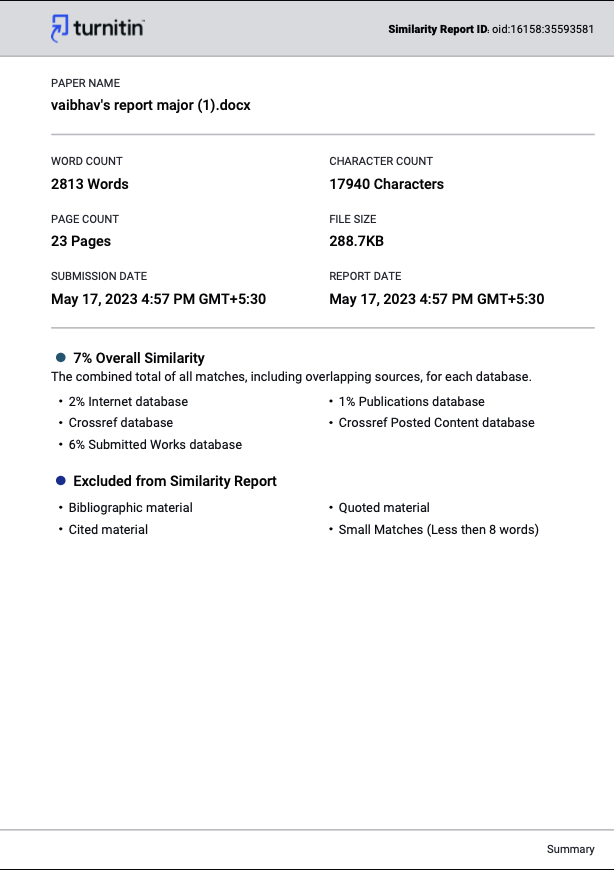 turnitin
Similarity Report ID: oid:16158:35593581
PAPER NAME
vaibhav's report major (1).docx
WORD COUNT
CHARACTER COUNT
2813 Words
17940 Characters
PAGE COUNT
FILE SIZE
23 Pages
288.7KB
SUBMISSION DATE
REPORT DATE
May 17, 2023 4:57 PM GMT+5:30
May 17, 2023 4:57 PM GMT+5:30
● 7% Overall Similarity
The combined total of all matches, including overlapping sources, for each database.
• 2% Internet database
• 1% Publications database
• Crossref database
• Crossref Posted Content database
• 6% Submitted Works database
● Excluded from Similarity Report
• Bibliographic material
• Quoted material
• Cited material
• Small Matches (Less then 8 words)
Summary